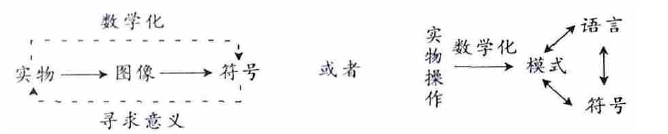 数学化
实物 图像 符号
寻求意义
或者
实物操作
数学化
模式
语言
符号